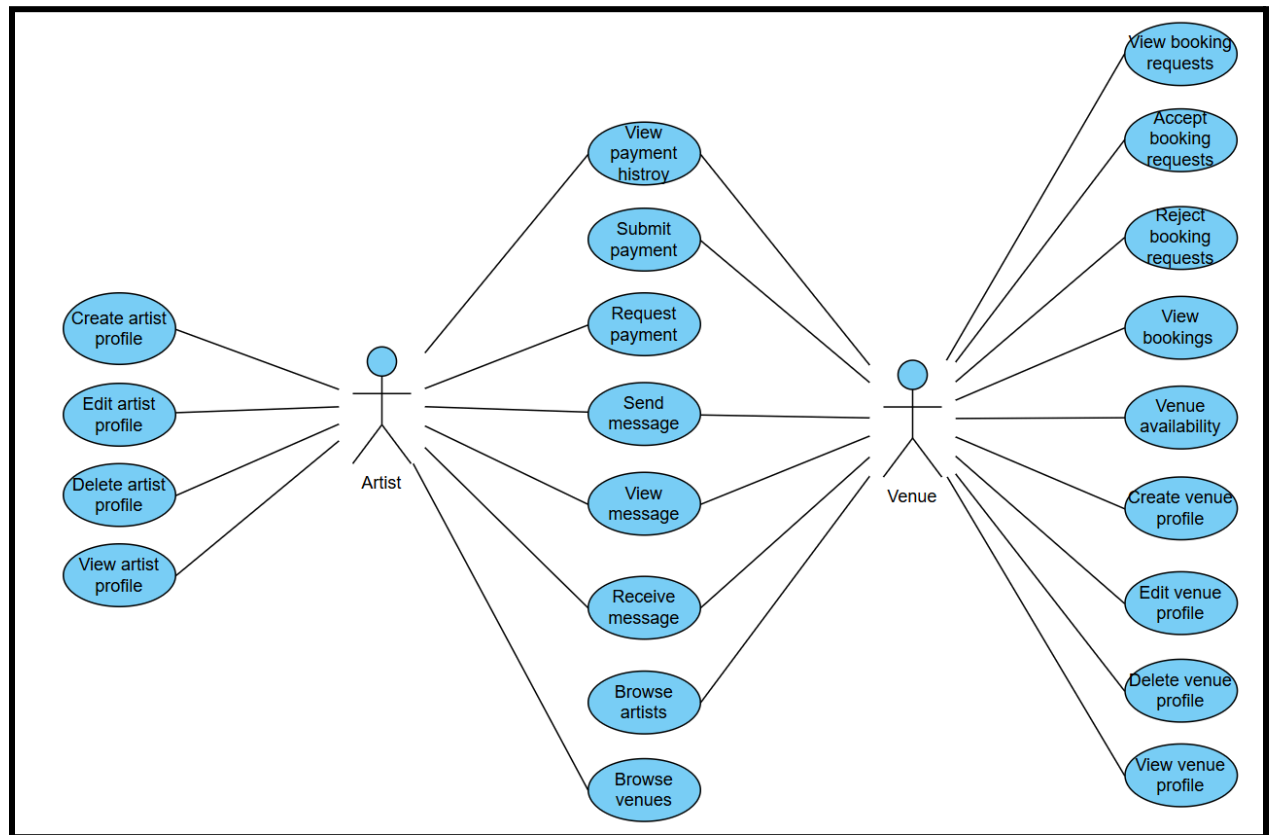 Create artist
profile
Edit artist
profile
Delete artist
profile
View artist
profile
Artist
View
payment
histroy
Submit
payment
Request
payment
Send
message
View
message
Receive
message
Browse
artists
Browse
venues
Venue
View booking
requests
Accept
booking
requests
Reject
booking
requests
View
bookings
Venue
availability
Create venue
profile
Edit venue
profile
Delete venue
profile
View venue
profile